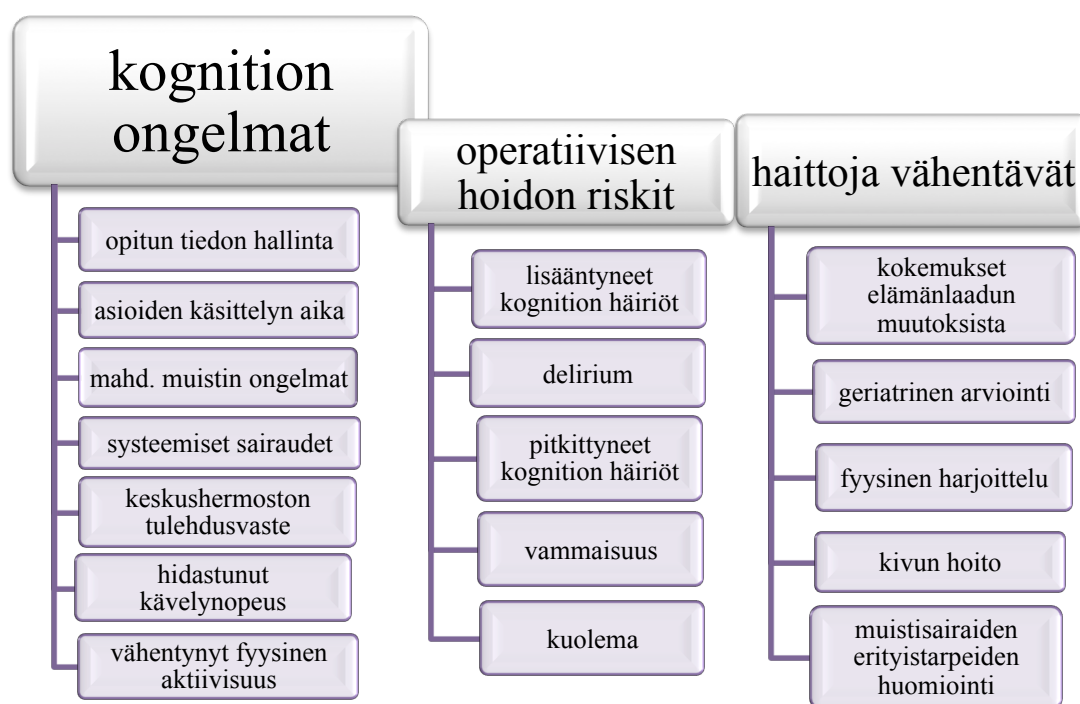 kognition
ongelmat
opitun tiedon hallinta
asioiden käsittelyn aika
mahd. muistin ongelmat
systeemiset sairaudet
keskushermoston
tulehdusvaste
hidastunut
kävelynopeus
vähentynyt fyysinen
aktiivisuus
operatiivisen
hoidon riskit
lisääntyneet
kognition häiriöt
delirium
pitkittyneet
kognition häiriöt
vammaisuus
kuolema
haittoja vähentävät
kokemukset
elämänlaadun
muutoksista
geriatrinen arviointi
fyysinen harjoittelu
kivun hoito
muistisairaiden
erityistarpeiden
huomiointi